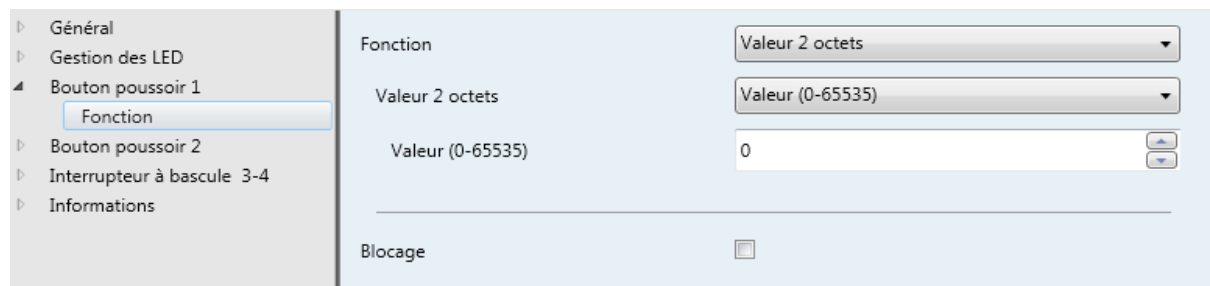 Général
Gestion des LED
Bouton poussoir 1
Fonction
Bouton poussoir 2
Interrupteur à bascule 3-4
Informations
Fonction
Valeur 2 octets
Valeur 2 octets
Valeur (0-65535)
Valeur (0-65535)
0
Blocage